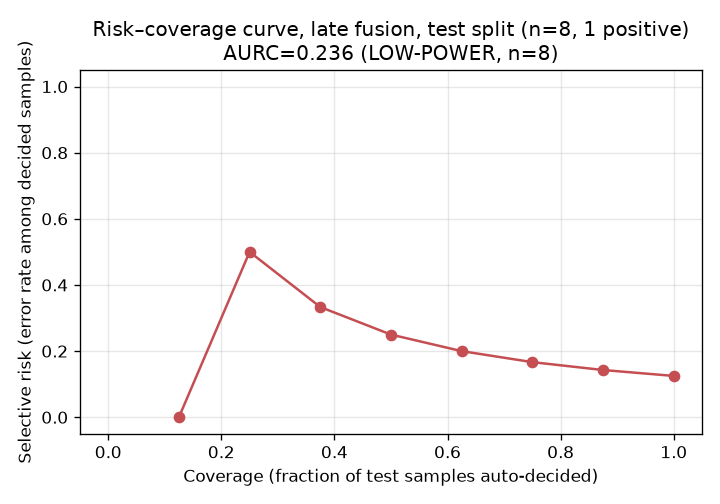 Risk–coverage curve, late fusion, test split (n=8, 1 positive)
AURC=0.236 (LOW-POWER, n=8)
Selective risk (error rate among decided samples)
1.0
0.8
0.6
0.4
0.2
0.0
0.0 0.2 0.4 0.6 0.8 1.0
Coverage (fraction of test samples auto-decided)